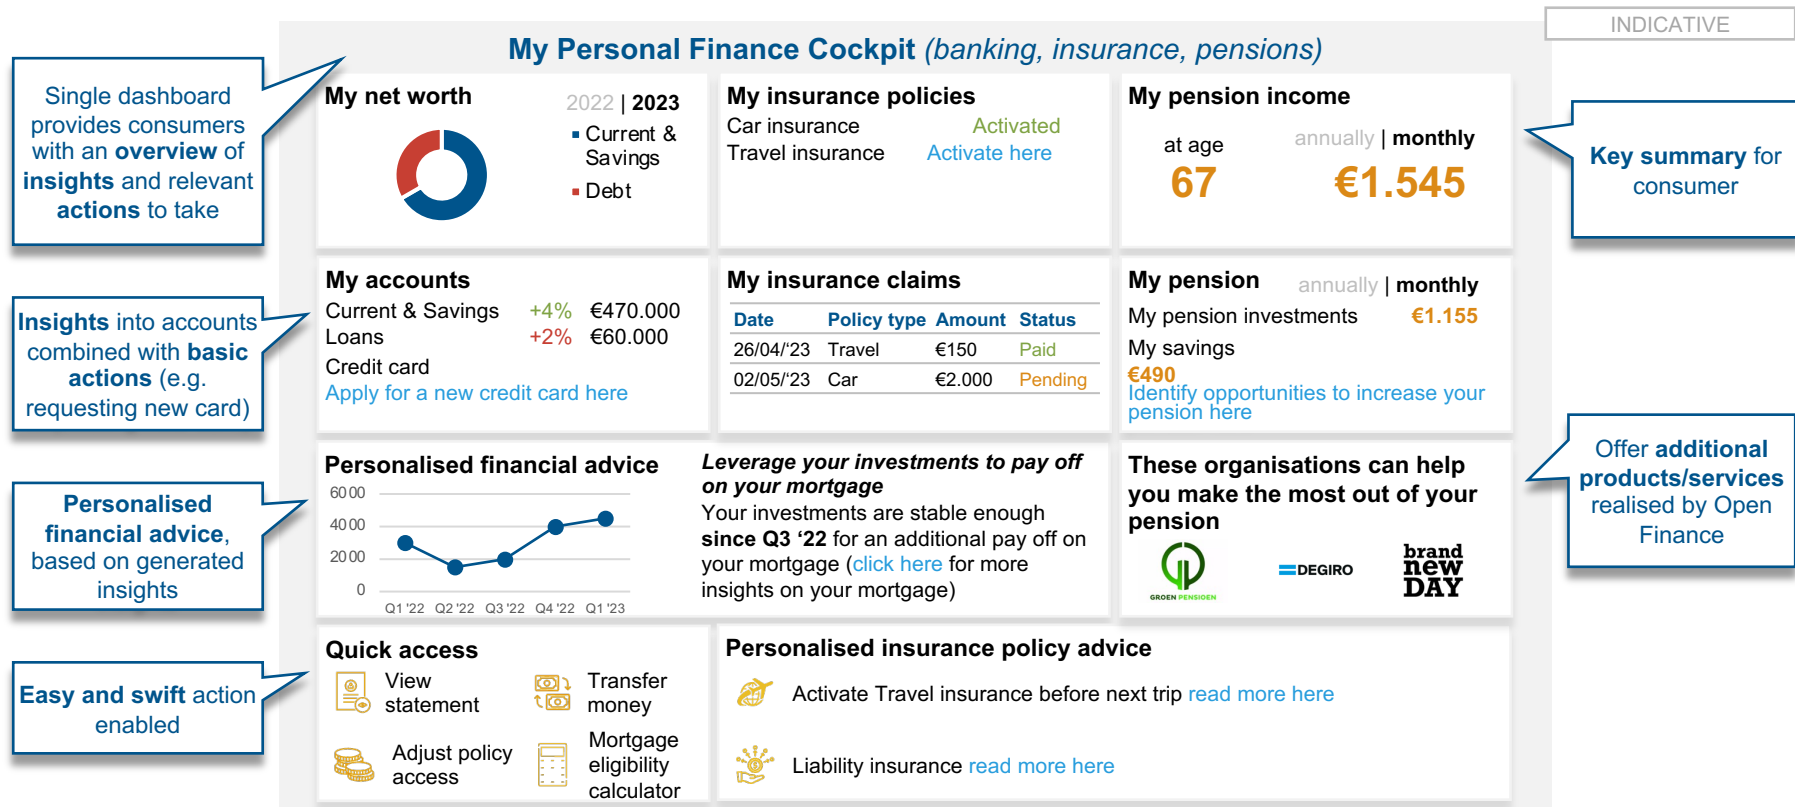 INDICATIVE
My Personal Finance Cockpit (banking, insurance, pensions)
Single dashboard
provides consumers
with an overview of
insights and relevant
actions to take
My net worth
2022 | 2023
Current &
Savings
Debt
My insurance policies
Car insurance Activated
Travel insurance Activate here
My pension income
at age
67
annually | monthly
€1.545
Key summary for
consumer
Insights into accounts
combined with basic
actions (e.g.
requesting new card)
My accounts
Current & Savings +4% €470.000
Loans +2% €60.000
Credit card
Apply for a new credit card here
My insurance claims
Date Policy type Amount Status
26/04/‘23 Travel €150 Paid
02/05/‘23 Car €2.000 Pending
My pension annually | monthly
My pension investments €1.155
My savings
€490
Identify opportunities to increase your
pension here
Personalised
financial advice,
based on generated
insights
Personalised financial advice
6000
4000
2000
0
Q1 '22 Q2 '22 Q3 '22 Q4 '22 Q1 '23
Leverage your investments to pay off
on your mortgage
Your investments are stable enough
since Q3 ‘22 for an additional pay off on
your mortgage (click here for more
insights on your mortgage)
These organisations can help
you make the most out of your
pension
GROEN PENSIOEN
DEGIRO
brand
new
DAY
Offer additional
products/services
realised by Open
Finance
Easy and swift action
enabled
Quick access
View
statement
Transfer
money
Adjust policy
access
Mortgage
eligibility
calculator
Personalised insurance policy advice
Activate Travel insurance before next trip read more here
Liability insurance read more here